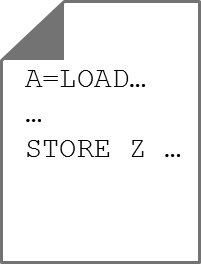 A=LOAD…
…
STORE Z …